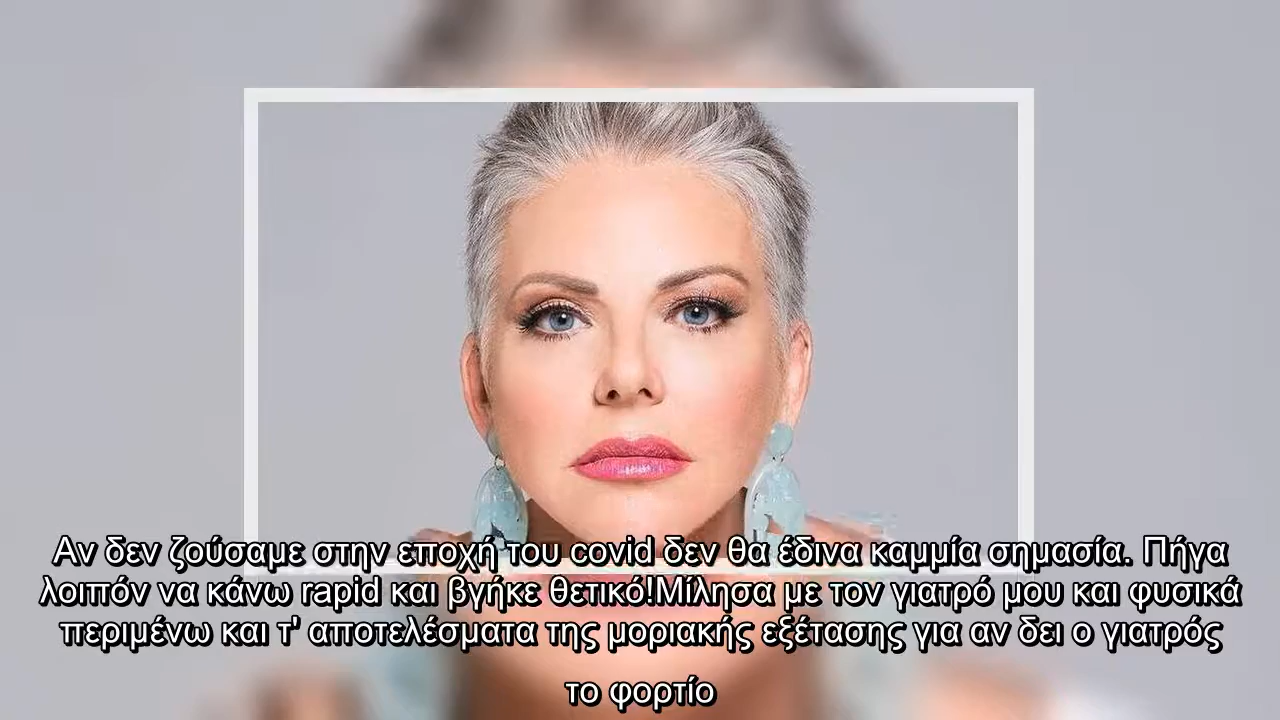 Αν δεν ζούσαμε στην εποχή του covid δεν θα έδινα καμμία σημασία. Πήγα
λοιπόν να κάνω rapid και βγήκε θετικό!Μίλησα με τον γιατρό μου και φυσικά
περιμένω και τ' αποτελέσματα της μοριακής εξέτασης για αν δει ο γιατρός
το φορτίο